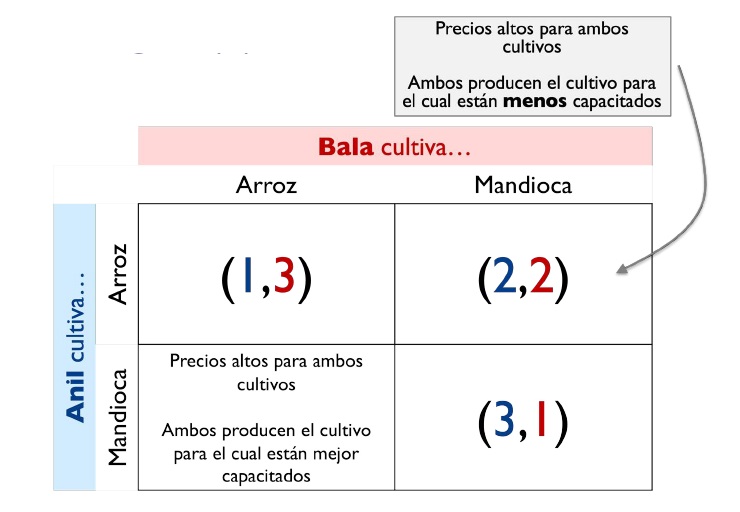 Precios altos para ambos
cultivos
Ambos producen el cultivo para
el cual están menos capacitados
Bala cultiva...
Arroz
Mandioca
Anil cultiva...
Arroz
(1,3)
(2,2)
Mandioca
Precios altos para ambos
cultivos
Ambos producen el cultivo
para el cual están mejor
capacitados
(3,1)